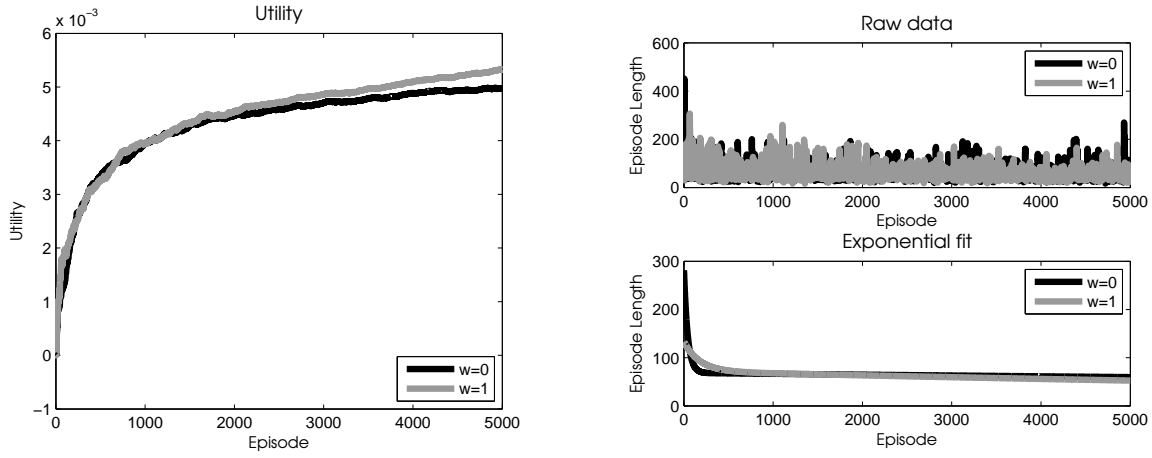 Utility
x 10⁻³
6
5
4
3
2
1
0
−1
Utility
0 1000 2000 3000 4000 5000
Episode
w=0
w=1
Raw data
600
400
200
0
Episode Length
0 1000 2000 3000 4000 5000
Episode
w=0
w=1
Exponential fit
300
200
100
0
Episode Length
0 1000 2000 3000 4000 5000
Episode
w=0
w=1